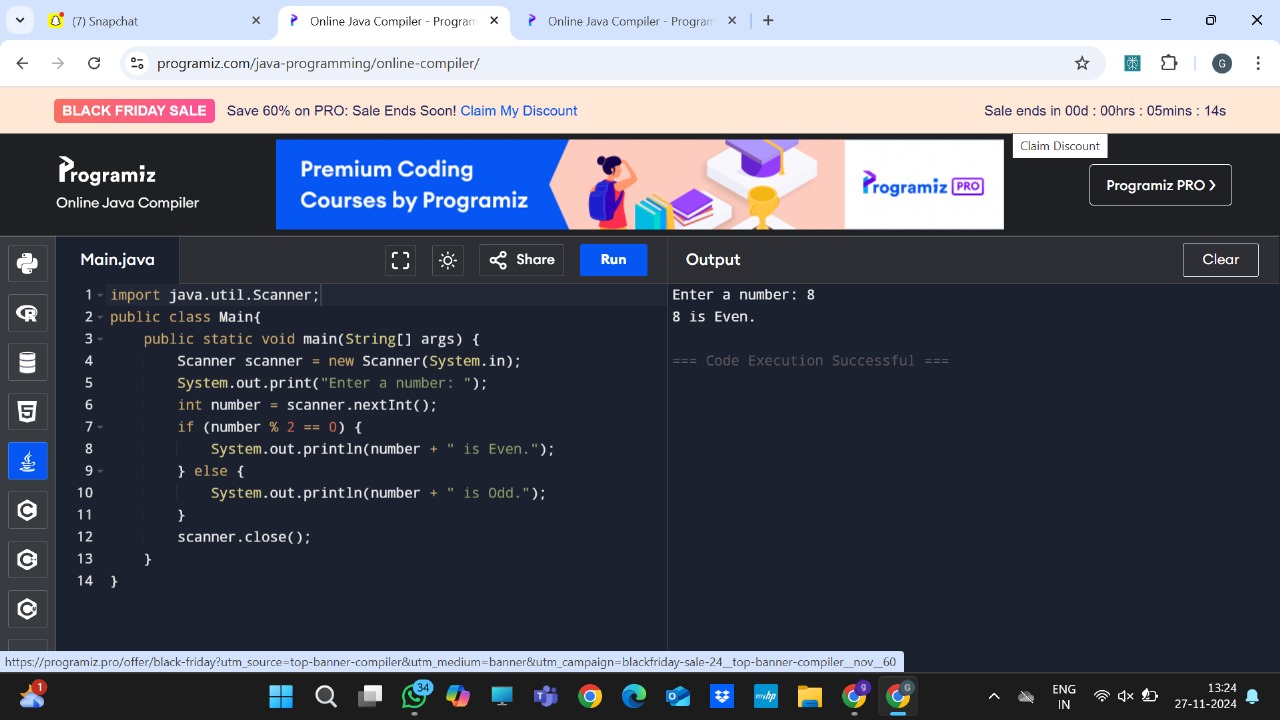 (7) Snapchat
Online Java Compiler - Program
Online Java Compiler - Program
programiz.com/java-programming/online-compiler/
G
BLACK FRIDAY SALE Save 60% on PRO: Sale Ends Soon! Claim My Discount
Sale ends in 00d : 00hrs : 05mins : 14s
Claim Discount
Programiz
Online Java Compiler
Premium Coding
Courses by Programiz
Programiz PRO
Programiz PRO ❯
Main.java
Share
Run
Output
Clear
1 import java.util.Scanner;
2 public class Main{
3 public static void main(String[] args) {
4 Scanner scanner = new Scanner(System.in);
5 System.out.print("Enter a number: ");
6 int number = scanner.nextInt();
7 if (number % 2 == 0) {
8 System.out.println(number + " is Even.");
9 } else {
10 System.out.println(number + " is Odd.");
11 }
12 scanner.close();
13 }
14 }
Enter a number: 8
8 is Even.
=== Code Execution Successful ===
https://programiz.pro/offer/black-friday?utm_source=top-banner-compiler&utm_medium=banner&utm_campaign=blackfriday-sale-24__top-banner-compiler__nov__60
1
34
myhp
9
G
ENG
IN
13:24
27-11-2024